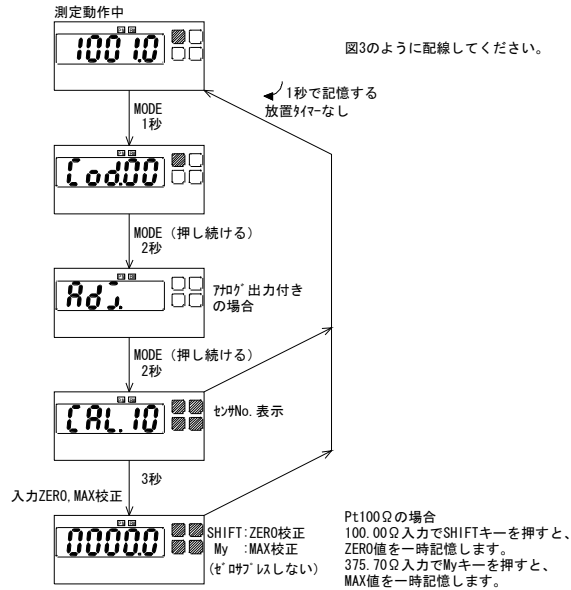 測定動作中
1001.0
図3のように配線してください。
1秒で記憶する
放置ﾀｲﾏｰなし
MODE
1秒
Cod.00
MODE (押し続ける)
2秒
Adj.
ｱﾅﾛｸﾞ出力付き
の場合
MODE (押し続ける)
2秒
CAL.10
ｾﾝｻNo. 表示
3秒
入力ZERO,MAX校正
0000.0
SHIFT:ZERO校正
My :MAX校正
(ｾﾞﾛｻﾌﾟﾚｽしない)
Pt100Ωの場合
100.00Ω入力でSHIFTキーを押すと、
ZERO値を一時記憶します。
375.70Ω入力でMyキーを押すと、
MAX値を一時記憶します。